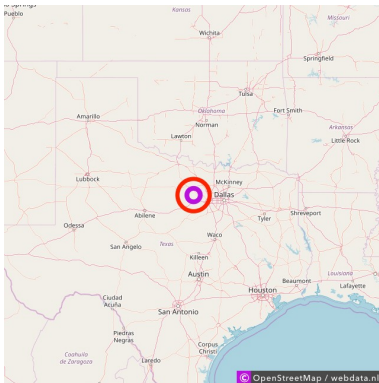 Kansas
Missouri
Pueblo
Wichita
Springfield
Tulsa
Amarillo
Oklahoma
Fort Smith
Norman
Arkansas
Lawton
Little Rock
Lubbock
McKinney
Dallas
Abilene
Tyler
Shreveport
Odessa
Waco
San Angelo
Texas
Killeen
Louisiana
Austin
Beaumont
Lafayette
Houston
Ciudad
Acuña
San Antonio
Piedras
Negras
Corpus
Christi
Coahuila
de Zaragoza
Laredo
© OpenStreetMap / webdata.nl